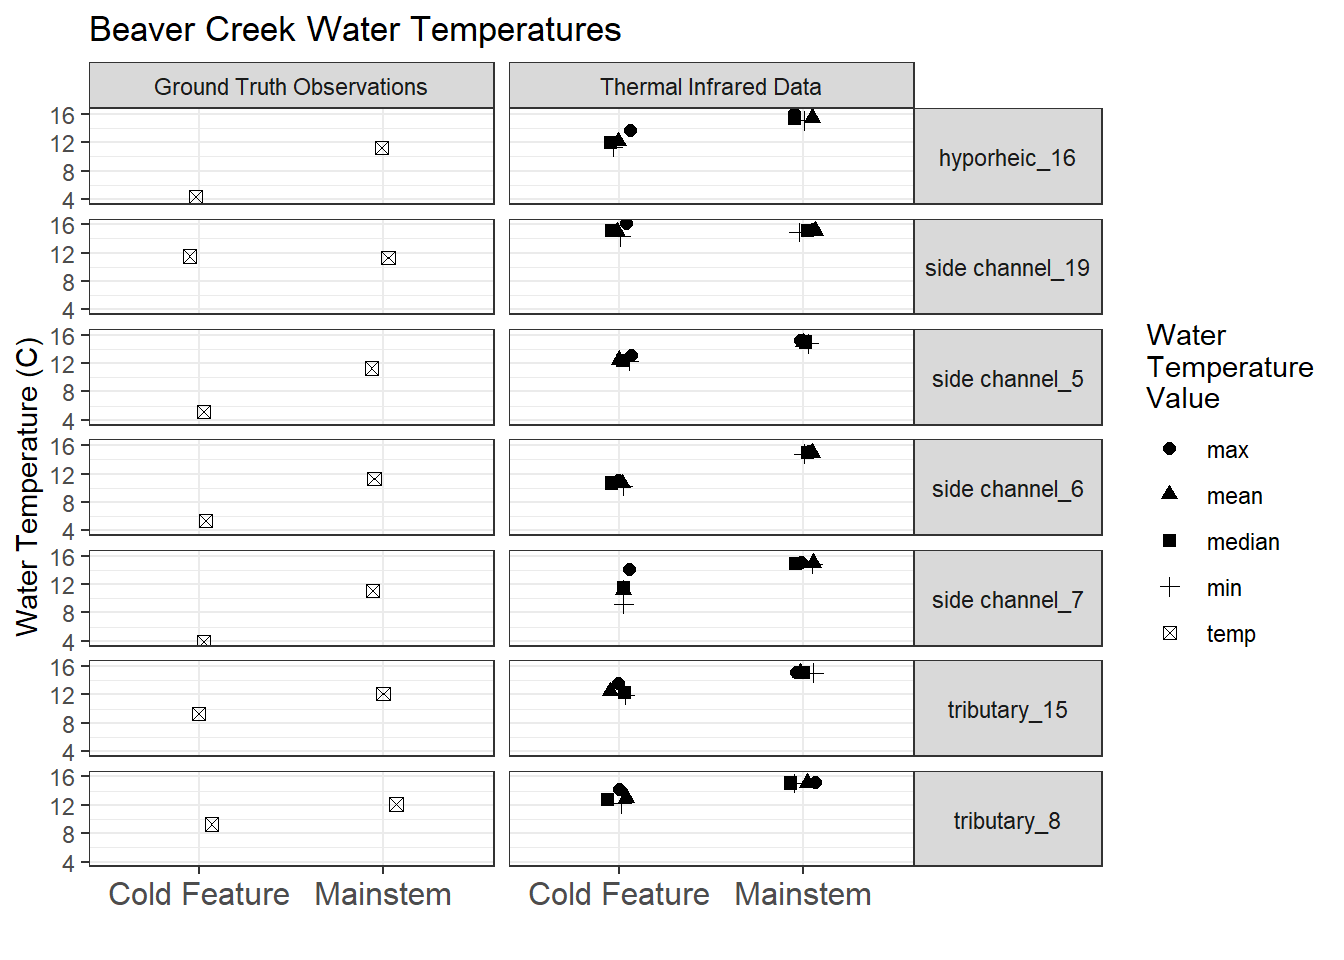 Beaver Creek Water Temperatures
Ground Truth Observations
Thermal Infrared Data
Water Temperature (C)
16
12
8
4
hyporheic_16
16
12
8
4
side channel_19
16
12
8
4
side channel_5
16
12
8
4
side channel_6
16
12
8
4
side channel_7
16
12
8
4
tributary_15
16
12
8
4
tributary_8
Cold Feature
Mainstem
Cold Feature
Mainstem
Water
Temperature
Value
max
mean
median
min
temp